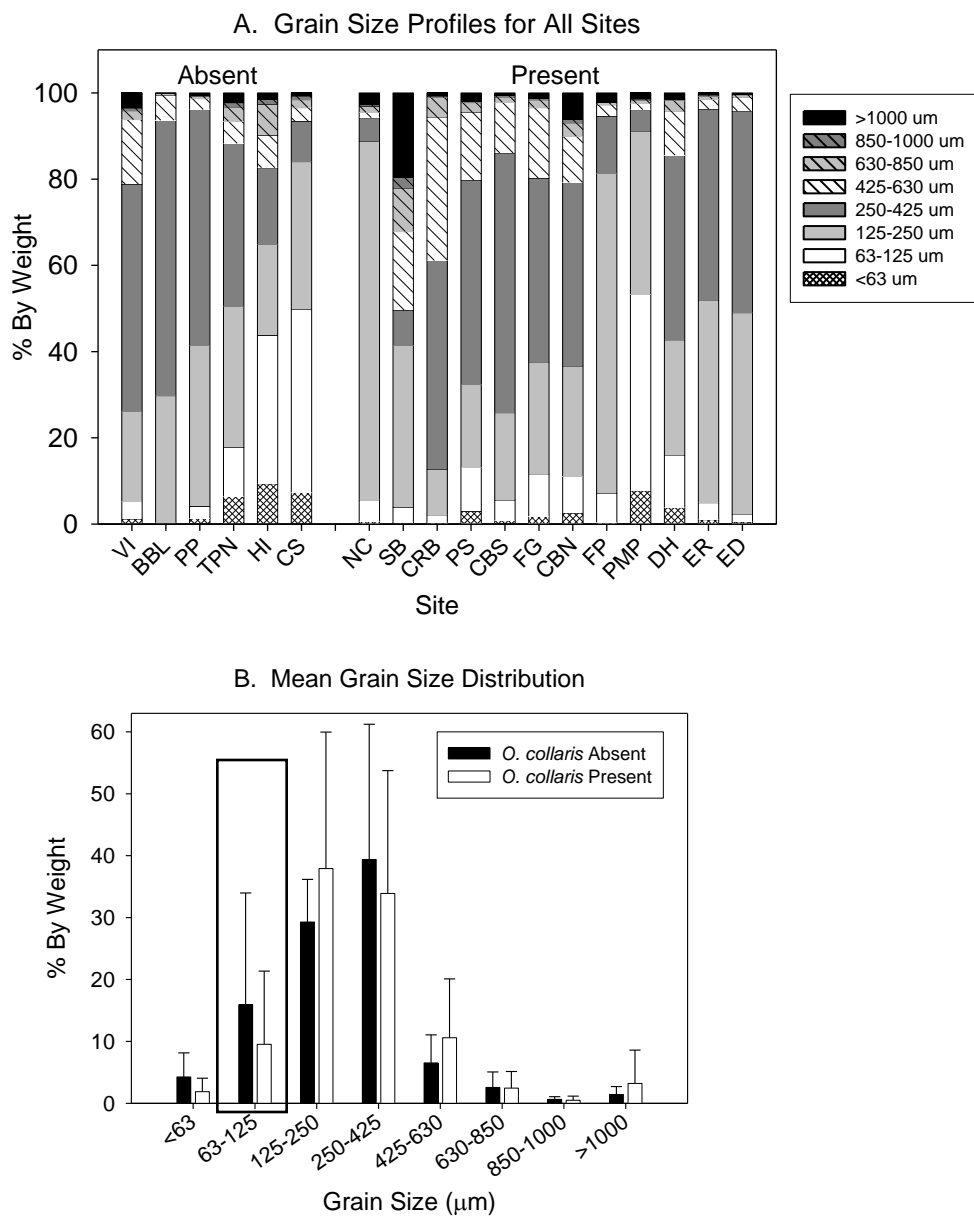 A.  Grain Size Profiles for All Sites
Absent
Present
100
80
60
40
20
0
% By Weight
VI
BBL
PP
TPN
HI
CS
NC
SB
CRB
PS
CBS
FG
CBN
FP
PMP
DH
ER
ED
Site
>1000 um
850-1000 um
630-850 um
425-630 um
250-425 um
125-250 um
63-125 um
<63 um
B.  Mean Grain Size Distribution
60
50
40
30
20
10
0
% By Weight
O. collaris Absent
O. collaris Present
<63
63-125
125-250
250-425
425-630
630-850
850-1000
>1000
Grain Size (μm)